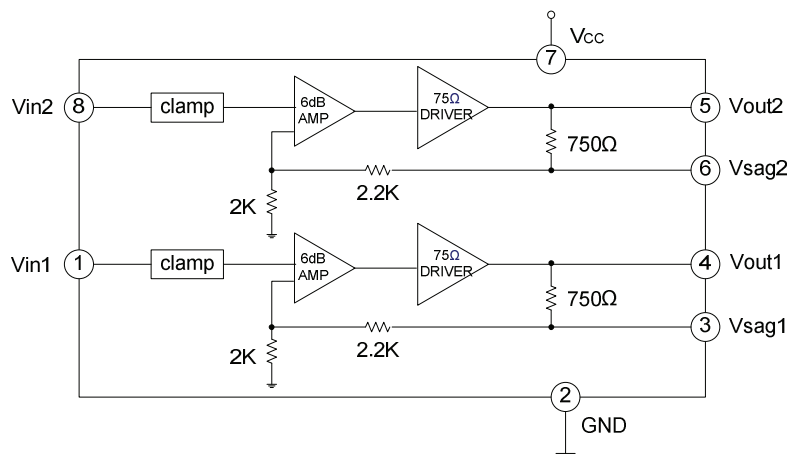 VCC
7
Vin2 8 clamp 6dB AMP 75Ω DRIVER 5 Vout2
750Ω
6 Vsag2
2.2K
2K
Vin1 1 clamp 6dB AMP 75Ω DRIVER 4 Vout1
750Ω
3 Vsag1
2.2K
2K
2
GND